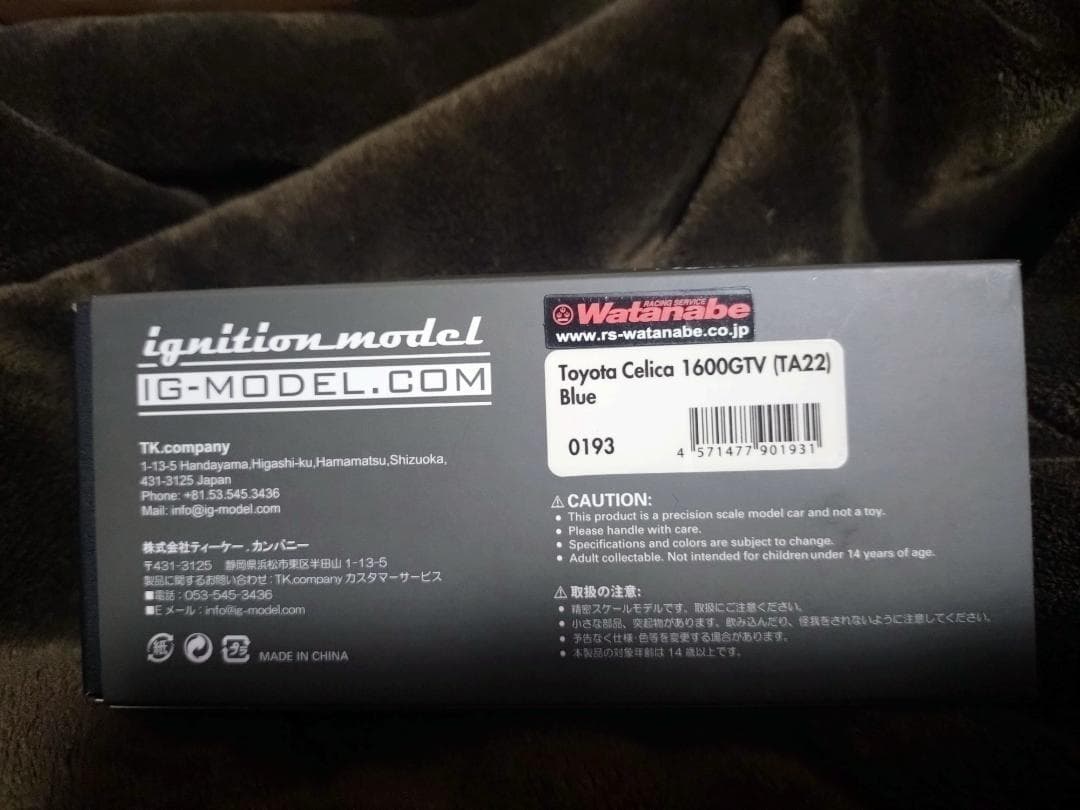 ignition model
IG-MODEL.COM
TK.company
1-13-5 Handayama,Higashi-ku,Hamamatsu,Shizuoka,
431-3125 Japan
Phone: +81.53.545.3436
Mail: info@ig-model.com
株式会社ティーケー.カンパニー
〒431-3125 静岡県浜松市東区半田山1-13-5
製品に関するお問い合わせ：TK.company カスタマーサービス
■電話：053-545-3436
■E メール：info@ig-model.com
紙
プラ
MADE IN CHINA
RACING SERVICE
Watanabe
www.rs-watanabe.co.jp
Toyota Celica 1600GTV (TA22)
Blue
0193
4 571477 901931
⚠ CAUTION:
● This product is a precision scale model car and not a toy.
● Please handle with care.
● Specifications and colors are subject to change.
● Adult collectable. Not intended for children under 14 years of age.
⚠ 取扱の注意:
● 精密スケールモデルです。取扱にご注意ください。
● 小さな部品、突起物があります。飲み込んだり、怪我をされないように注意してください。
● 予告なく仕様・色等を変更する場合があります。
● 本製品の対象年齢は14歳以上です。